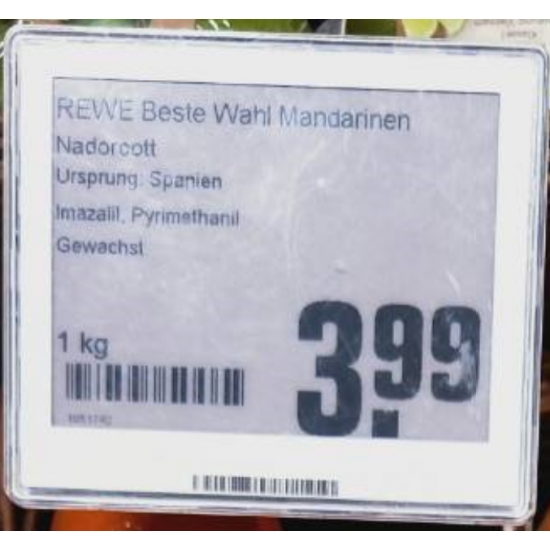 REWE Beste Wahl Mandarinen
Nadorcott
Ursprung: Spanien
Imazalil, Pyrimethanil
Gewachst
1 kg
3.99